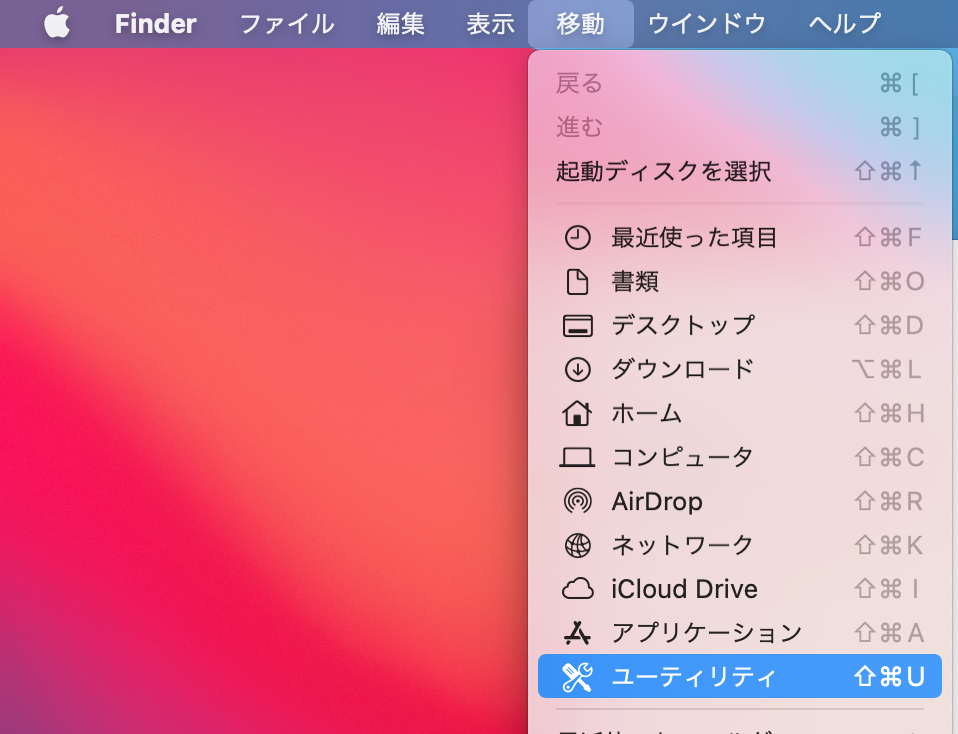 Finder ファイル 編集 表示 移動 ウインドウ ヘルプ
戻る ⌘ [
進む ⌘ ]
起動ディスクを選択 ⇧⌘↑
最近使った項目 ⇧⌘F
書類 ⇧⌘O
デスクトップ ⇧⌘D
ダウンロード ⌥⌘L
ホーム ⇧⌘H
コンピュータ ⇧⌘C
AirDrop ⇧⌘R
ネットワーク ⇧⌘K
iCloud Drive ⇧⌘I
アプリケーション ⇧⌘A
ユーティリティ ⇧⌘U